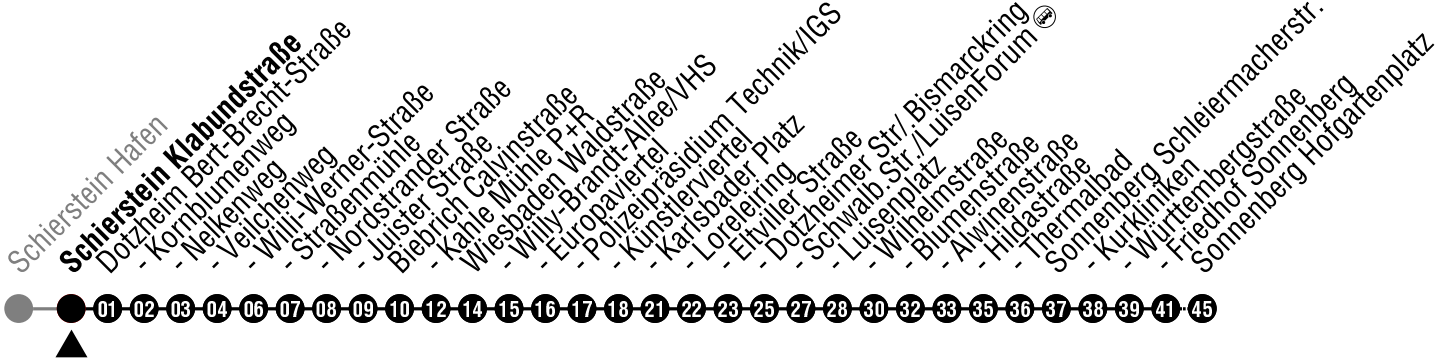 Schierstein Hafen
Schierstein Klabundstraße
Dotzheim Bert-Brecht-Straße
- Kornblumenweg
- Nelkenweg
- Veilchenweg
- Willi-Werner-Straße
- Straßenmühle
- Nordstrander Straße
- Juister Straße
Biebrich Calvinstraße
- Kahle Mühle P+R
Wiesbaden Waldstraße
- Willy-Brandt-Allee/VHS
- Europaviertel
- Polizeipräsidium Technik/IGS
- Künstlerviertel
- Karlsbader Platz
- Loreleiring
- Eltviller Straße
- Dotzheimer Str/ Bismarckring
- Schwalb.Str./LuisenForum
- Luisenplatz
- Wilhelmstraße
- Blumenstraße
- Alwinenstraße
- Hildastraße
- Thermalbad
Sonnenberg Schleiermacherstr.
- Kurkliniken
- Württembergstraße
- Friedhof Sonnenberg
Sonnenberg Hofgartenplatz
01 02 03 04 06 07 08 09 10 12 14 15 16 17 18 21 22 23 25 27 28 30 32 33 35 36 37 38 39 41 45